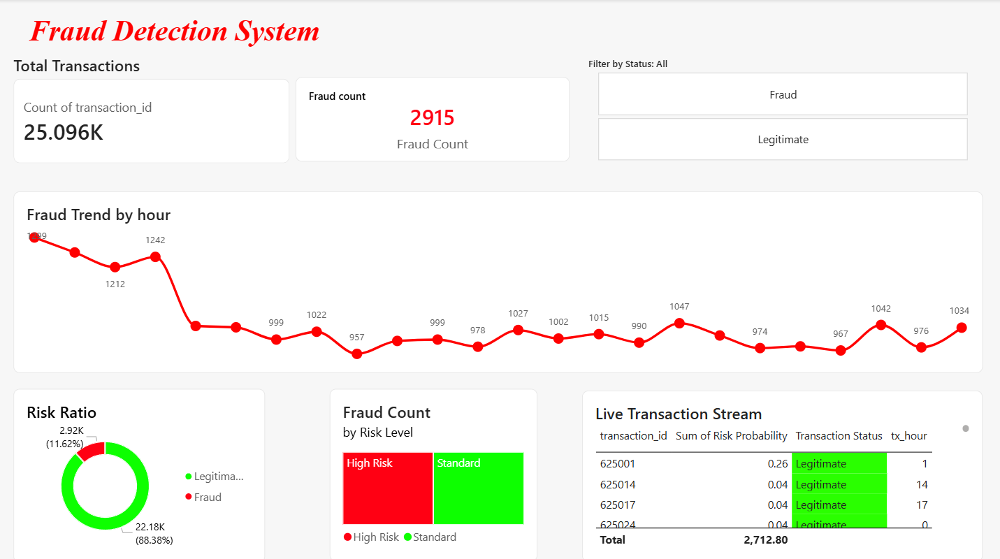 Fraud Detection System
Total Transactions
Count of transaction_id
25.096K
Fraud count
2915
Fraud Count
Filter by Status: All
Fraud
Legitimate
Fraud Trend by hour
1299
1242
1212
999
1022
957
999
978
1027
1002
1015
990
1047
974
967
1042
976
1034
Risk Ratio
2.92K
(11.62%)
22.18K
(88.38%)
Legitima...
Fraud
Fraud Count
by Risk Level
High Risk
Standard
High Risk Standard
Live Transaction Stream
transaction_id Sum of Risk Probability Transaction Status tx_hour
625001 0.26 Legitimate 1
625014 0.04 Legitimate 14
625017 0.04 Legitimate 17
625024 0.04 Legitimate 0
Total 2,712.80